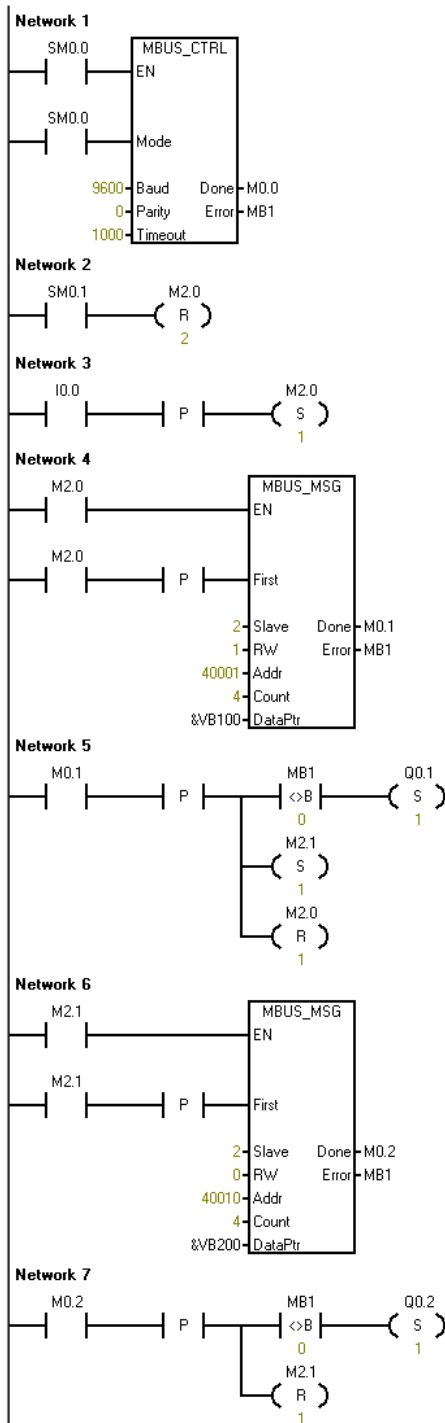 Network 1
SM0.0
MBUS_CTRL
EN
SM0.0
Mode
9600 Baud Done M0.0
0 Parity Error MB1
1000 Timeout
Network 2
SM0.1 M2.0
R
2
Network 3
I0.0 M2.0
P S
1
Network 4
M2.0 MBUS_MSG
EN
M2.0
P First
2 Slave Done M0.1
1 RW Error MB1
40001 Addr
4 Count
&VB100 DataPtr
Network 5
M0.1 MB1 Q0.1
P <>B S
0 1
M2.1
S
1
M2.0
R
1
Network 6
M2.1 MBUS_MSG
EN
M2.1
P First
2 Slave Done M0.2
0 RW Error MB1
40010 Addr
4 Count
&VB200 DataPtr
Network 7
M0.2 MB1 Q0.2
P <>B S
0 1
M2.1
R
1